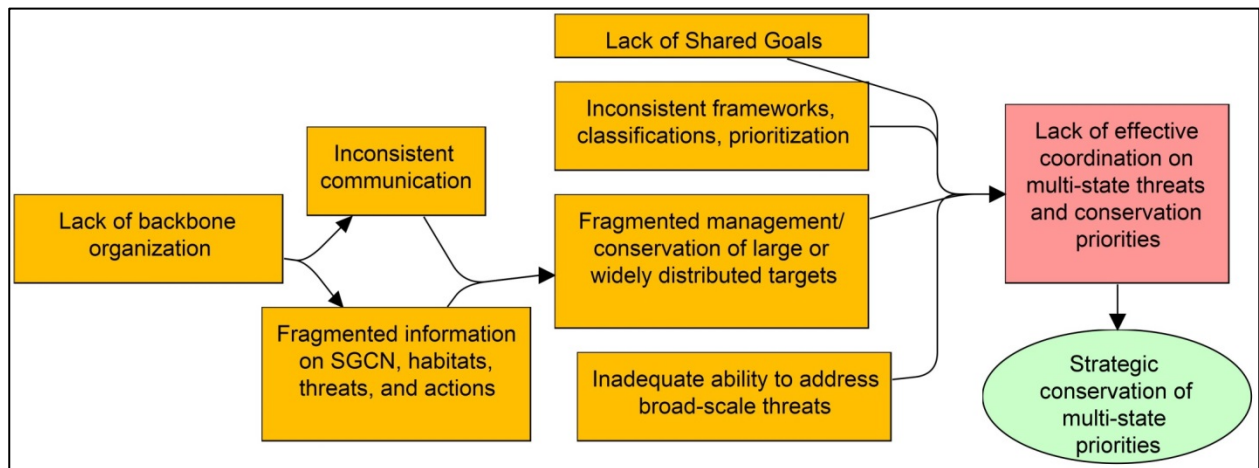 Lack of backbone
organization
Inconsistent
communication
Fragmented information
on SGCN, habitats,
threats, and actions
Lack of Shared Goals
Inconsistent frameworks,
classifications, prioritization
Fragmented management/
conservation of large or
widely distributed targets
Inadequate ability to address
broad-scale threats
Lack of effective
coordination on
multi-state threats
and conservation
priorities
Strategic
conservation of
multi-state
priorities